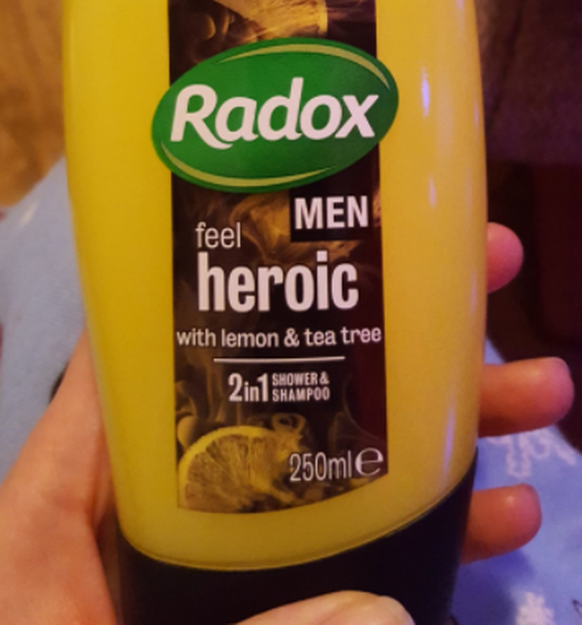 Radox
MEN
feel
heroic
with lemon & tea tree
2in1 SHOWER & SHAMPOO
250ml e